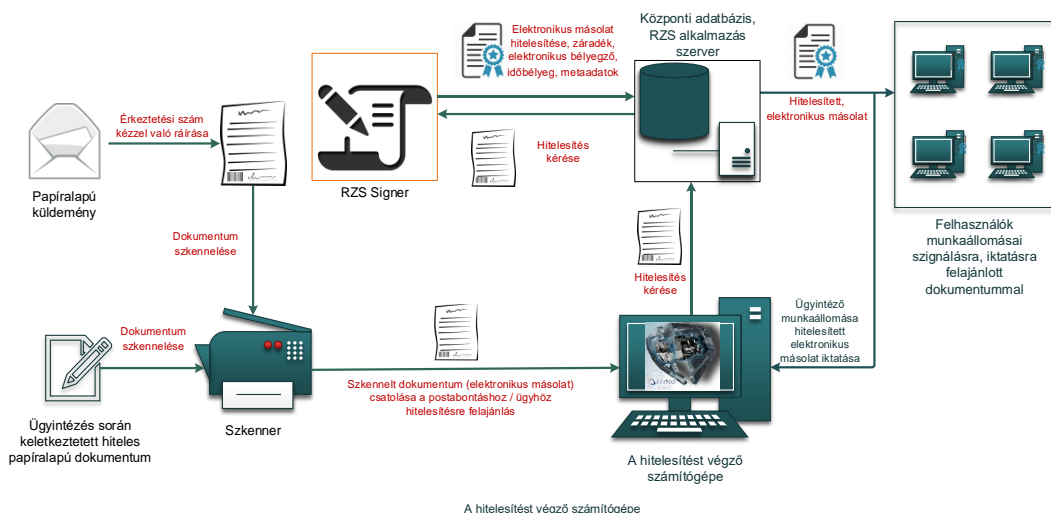 Elektronikus másolat
hitelesítése, záradék,
elektronikus bélyegző,
időbélyeg, metaadatok
Központi adatbázis,
RZS alkalmazás
szerver
Érkeztetési szám
kézzel való ráírása
Hitelesített,
elektronikus másolat
Hitelesítés
kérése
Papíralapú
küldemény
RZS Signer
Felhasználók
munkaállomásai
szignálásra, iktatásra
felajánlott
dokumentummal
Dokumentum
szkennelése
Hitelesítés
kérése
Ügyintéző
munkaállomása
hitelesített
elektronikus
másolat iktatása
Dokumentum
szkennelése
Szkennelt dokumentum (elektronikus másolat)
csatolása a postabontáshoz / ügyhöz
hitelesítésre felajánlás
Ügyintézés során
keletkeztetett hiteles
papíralapú dokumentum
Szkenner
A hitelesítést végző
számítógépe
A hitelesítést végző számítógépe